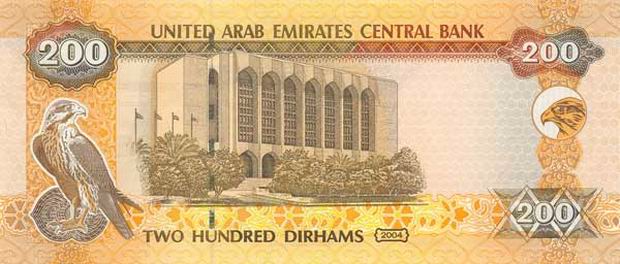 UNITED ARAB EMIRATES CENTRAL BANK
200 200
200
TWO HUNDRED DIRHAMS 2004